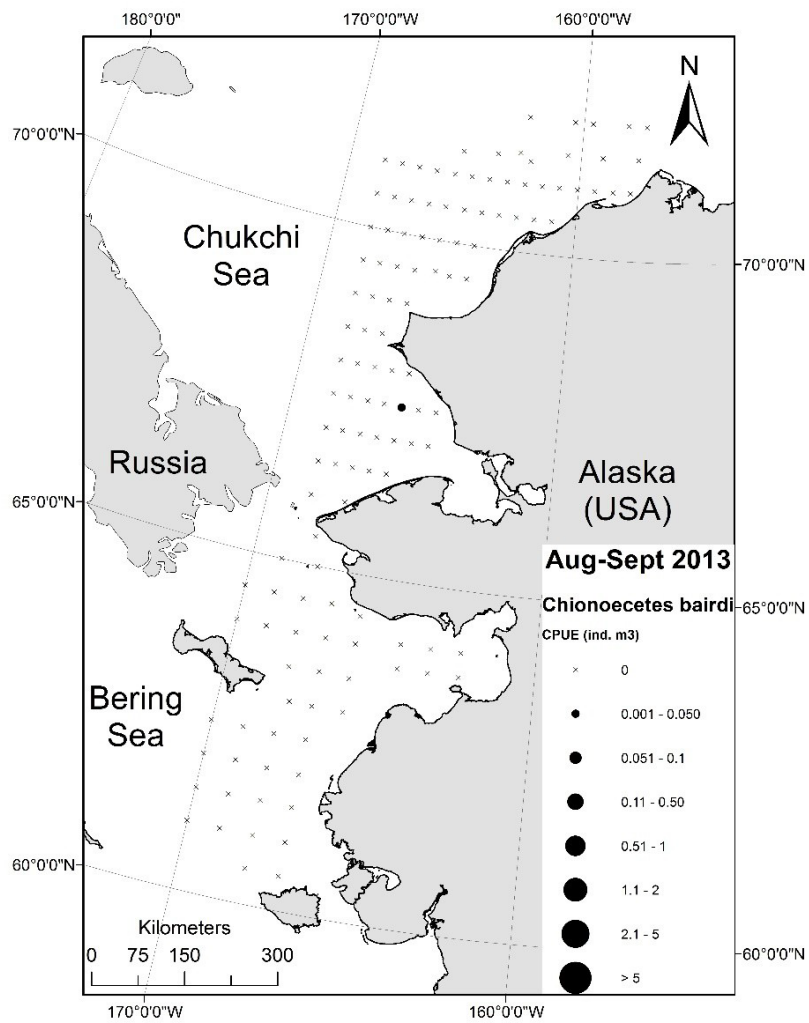 180°0'0"
170°0'0"W
160°0'0"W
N
70°0'0"N
Chukchi
Sea
70°0'0"N
Russia
Alaska
(USA)
65°0'0"N
Aug-Sept 2013
Chionoecetes bairdi
65°0'0"N
CPUE (ind. m3)
0
Bering
Sea
0.001 - 0.050
0.051 - 0.1
0.11 - 0.50
0.51 - 1
60°0'0"N
1.1 - 2
Kilometers
2.1 - 5
0 75 150 300
60°0'0"N
> 5
170°0'0"W
160°0'0"W